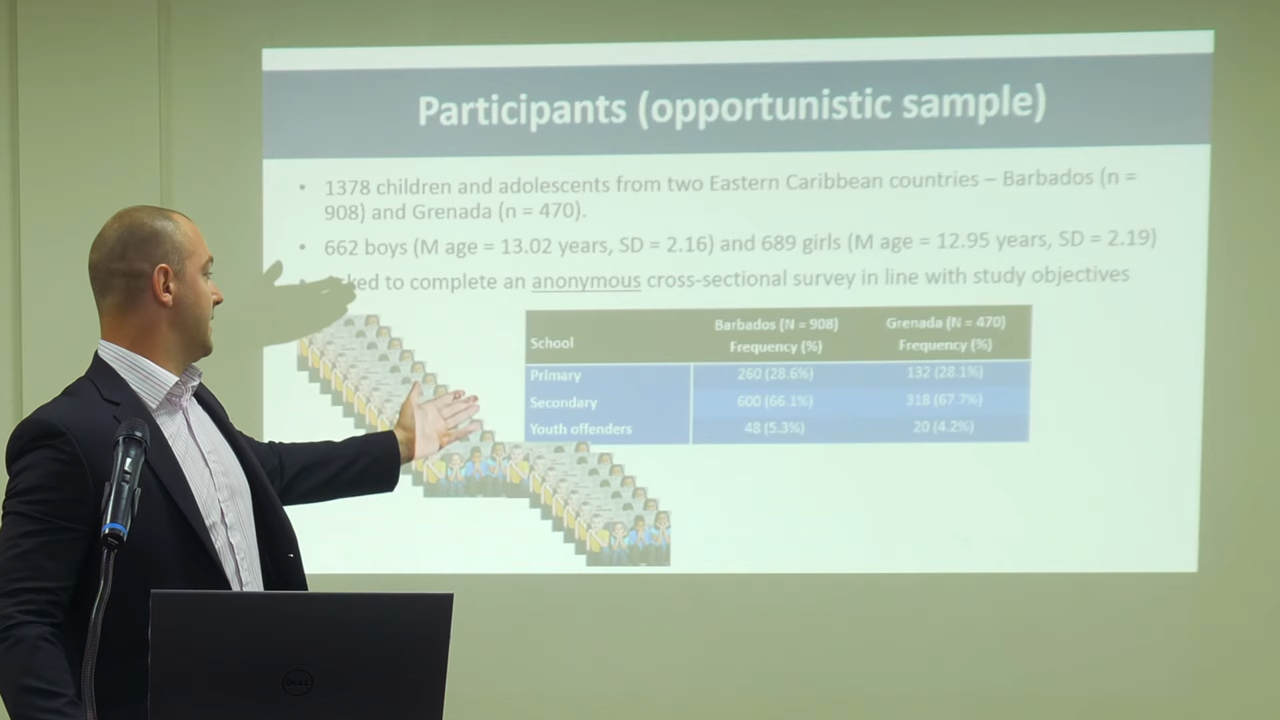 Participants (opportunistic sample)
• 1378 children and adolescents from two Eastern Caribbean countries – Barbados (n =
908) and Grenada (n = 470).
• 662 boys (M age = 13.02 years, SD = 2.16) and 689 girls (M age = 12.95 years, SD = 2.19)
to complete an anonymous cross-sectional survey in line with study objectives
School Barbados (N = 908) Frequency (%) Grenada (N = 470) Frequency (%)
Primary 260 (28.6%) 132 (28.1%)
Secondary 600 (66.1%) 318 (67.7%)
Youth offenders 48 (5.3%) 20 (4.2%)
DELL